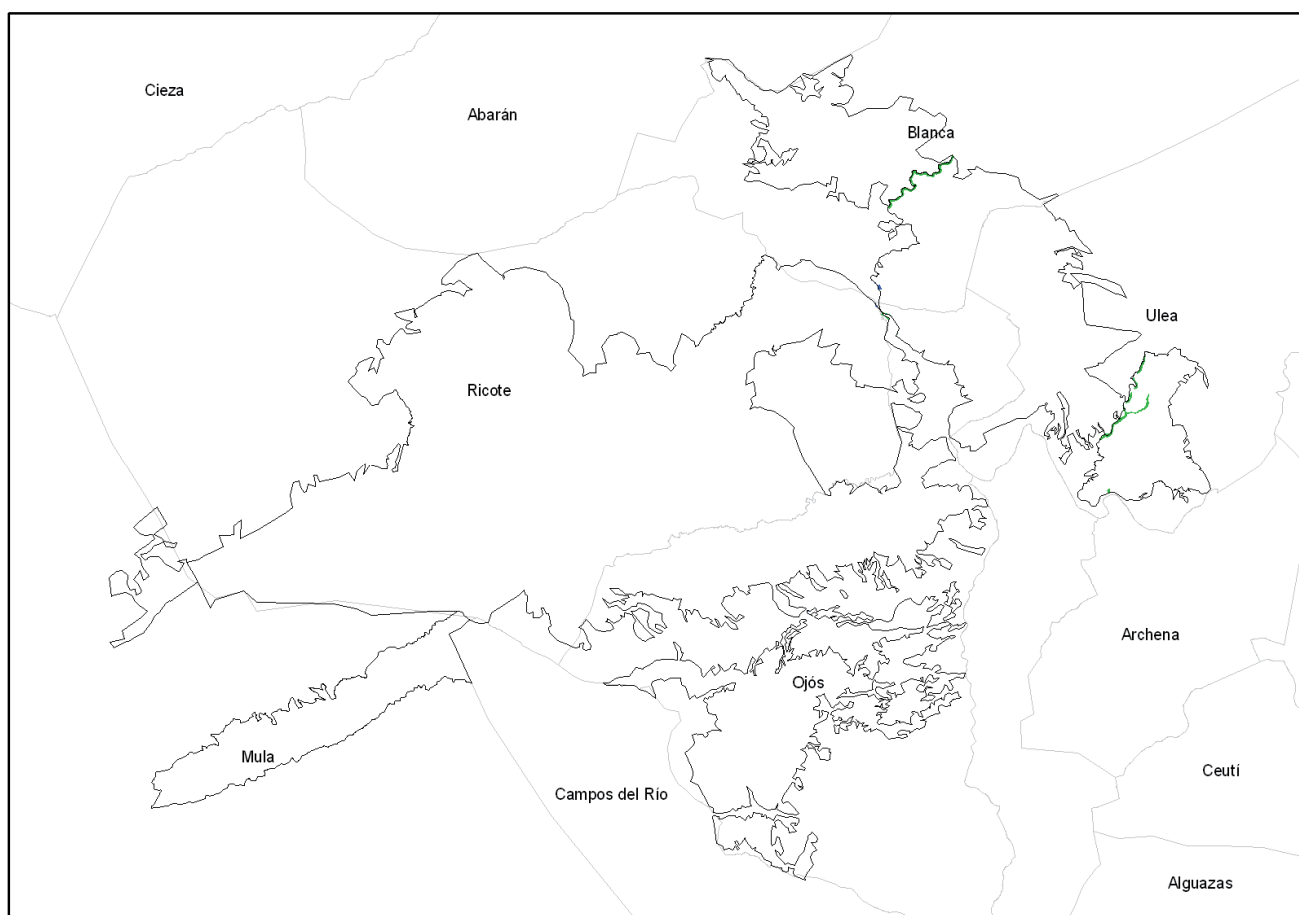 Cieza
Abarán
Blanca
Ulea
Ricote
Archena
Ojós
Mula
Ceutí
Campos del Río
Alguazas